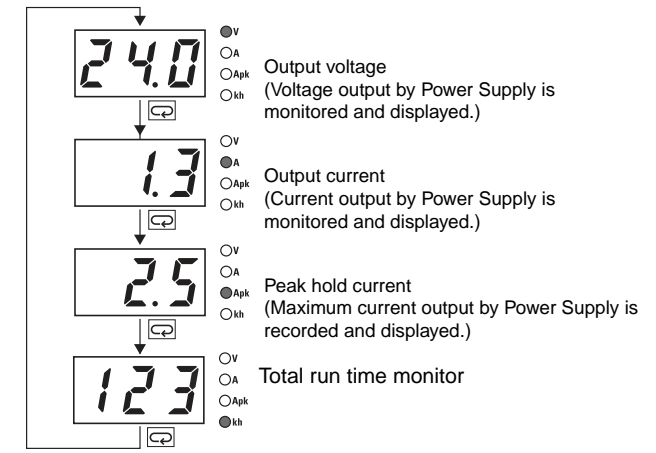 24.0
V
A
Apk
kh
Output voltage
(Voltage output by Power Supply is
monitored and displayed.)
1.3
V
A
Apk
kh
Output current
(Current output by Power Supply is
monitored and displayed.)
2.5
V
A
Apk
kh
Peak hold current
(Maximum current output by Power Supply is
recorded and displayed.)
123
V
A
Apk
kh
Total run time monitor